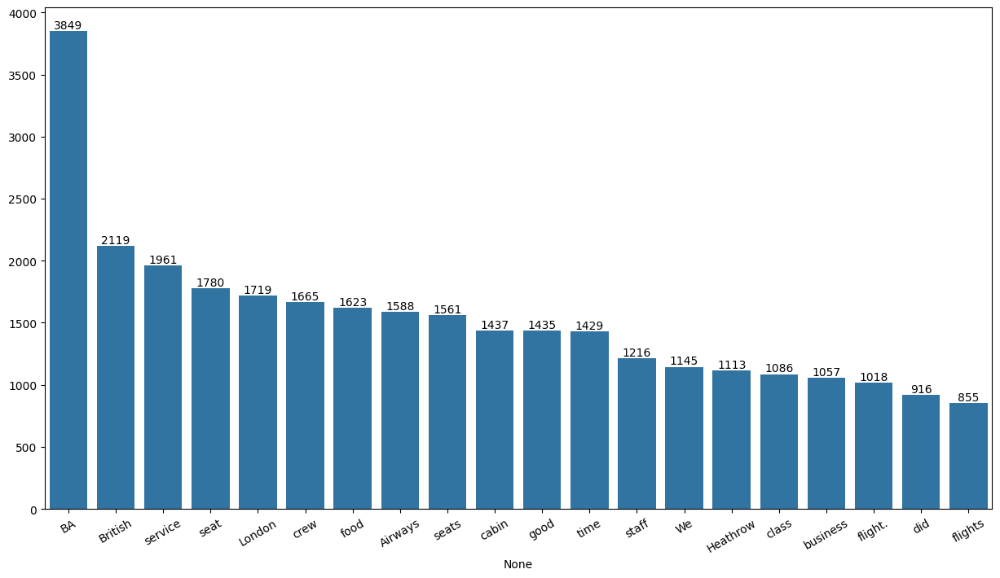 4000
3500
3000
2500
2000
1500
1000
500
0
3849
2119
1961
1780
1719
1665
1623
1588
1561
1437
1435
1429
1216
1145
1113
1086
1057
1018
916
855
BA
British
service
seat
London
crew
food
Airways
seats
cabin
good
time
staff
We
Heathrow
class
business
flight.
did
flights
None